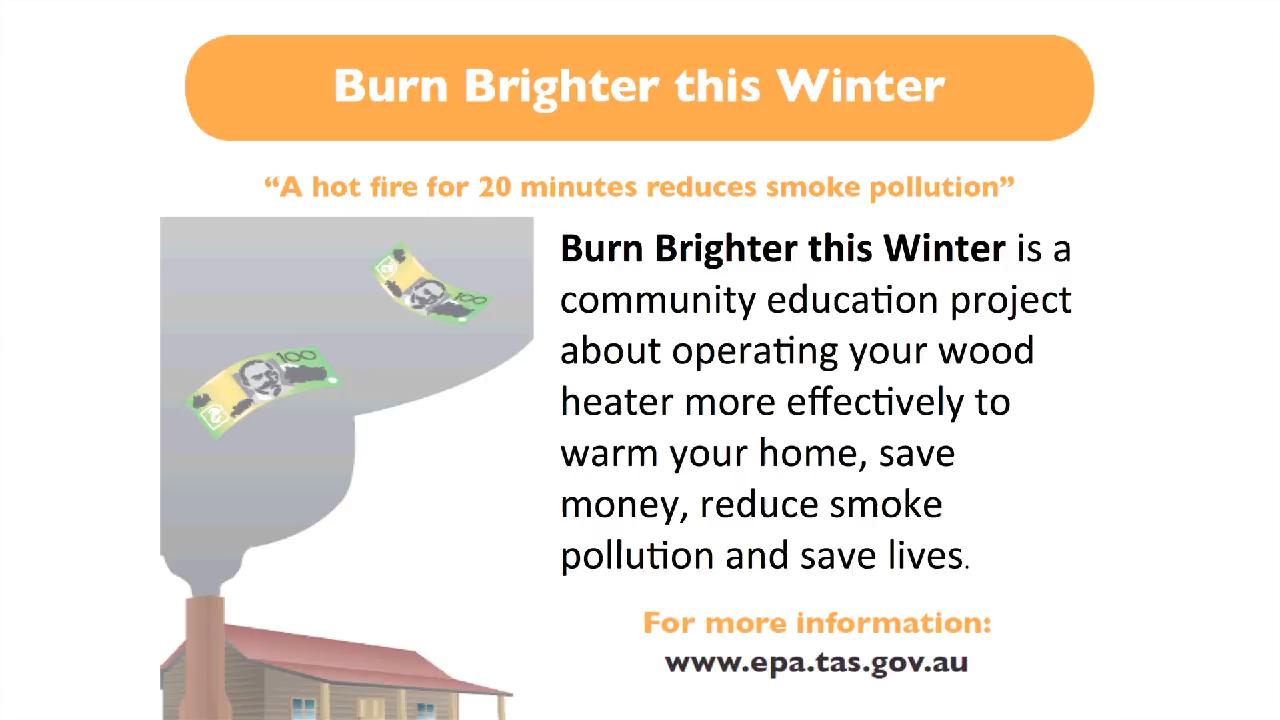 Burn Brighter this Winter
“A hot fire for 20 minutes reduces smoke pollution”
100
100
Burn Brighter this Winter is a
community education project
about operating your wood
heater more effectively to
warm your home, save
money, reduce smoke
pollution and save lives.
For more information:
www.epa.tas.gov.au